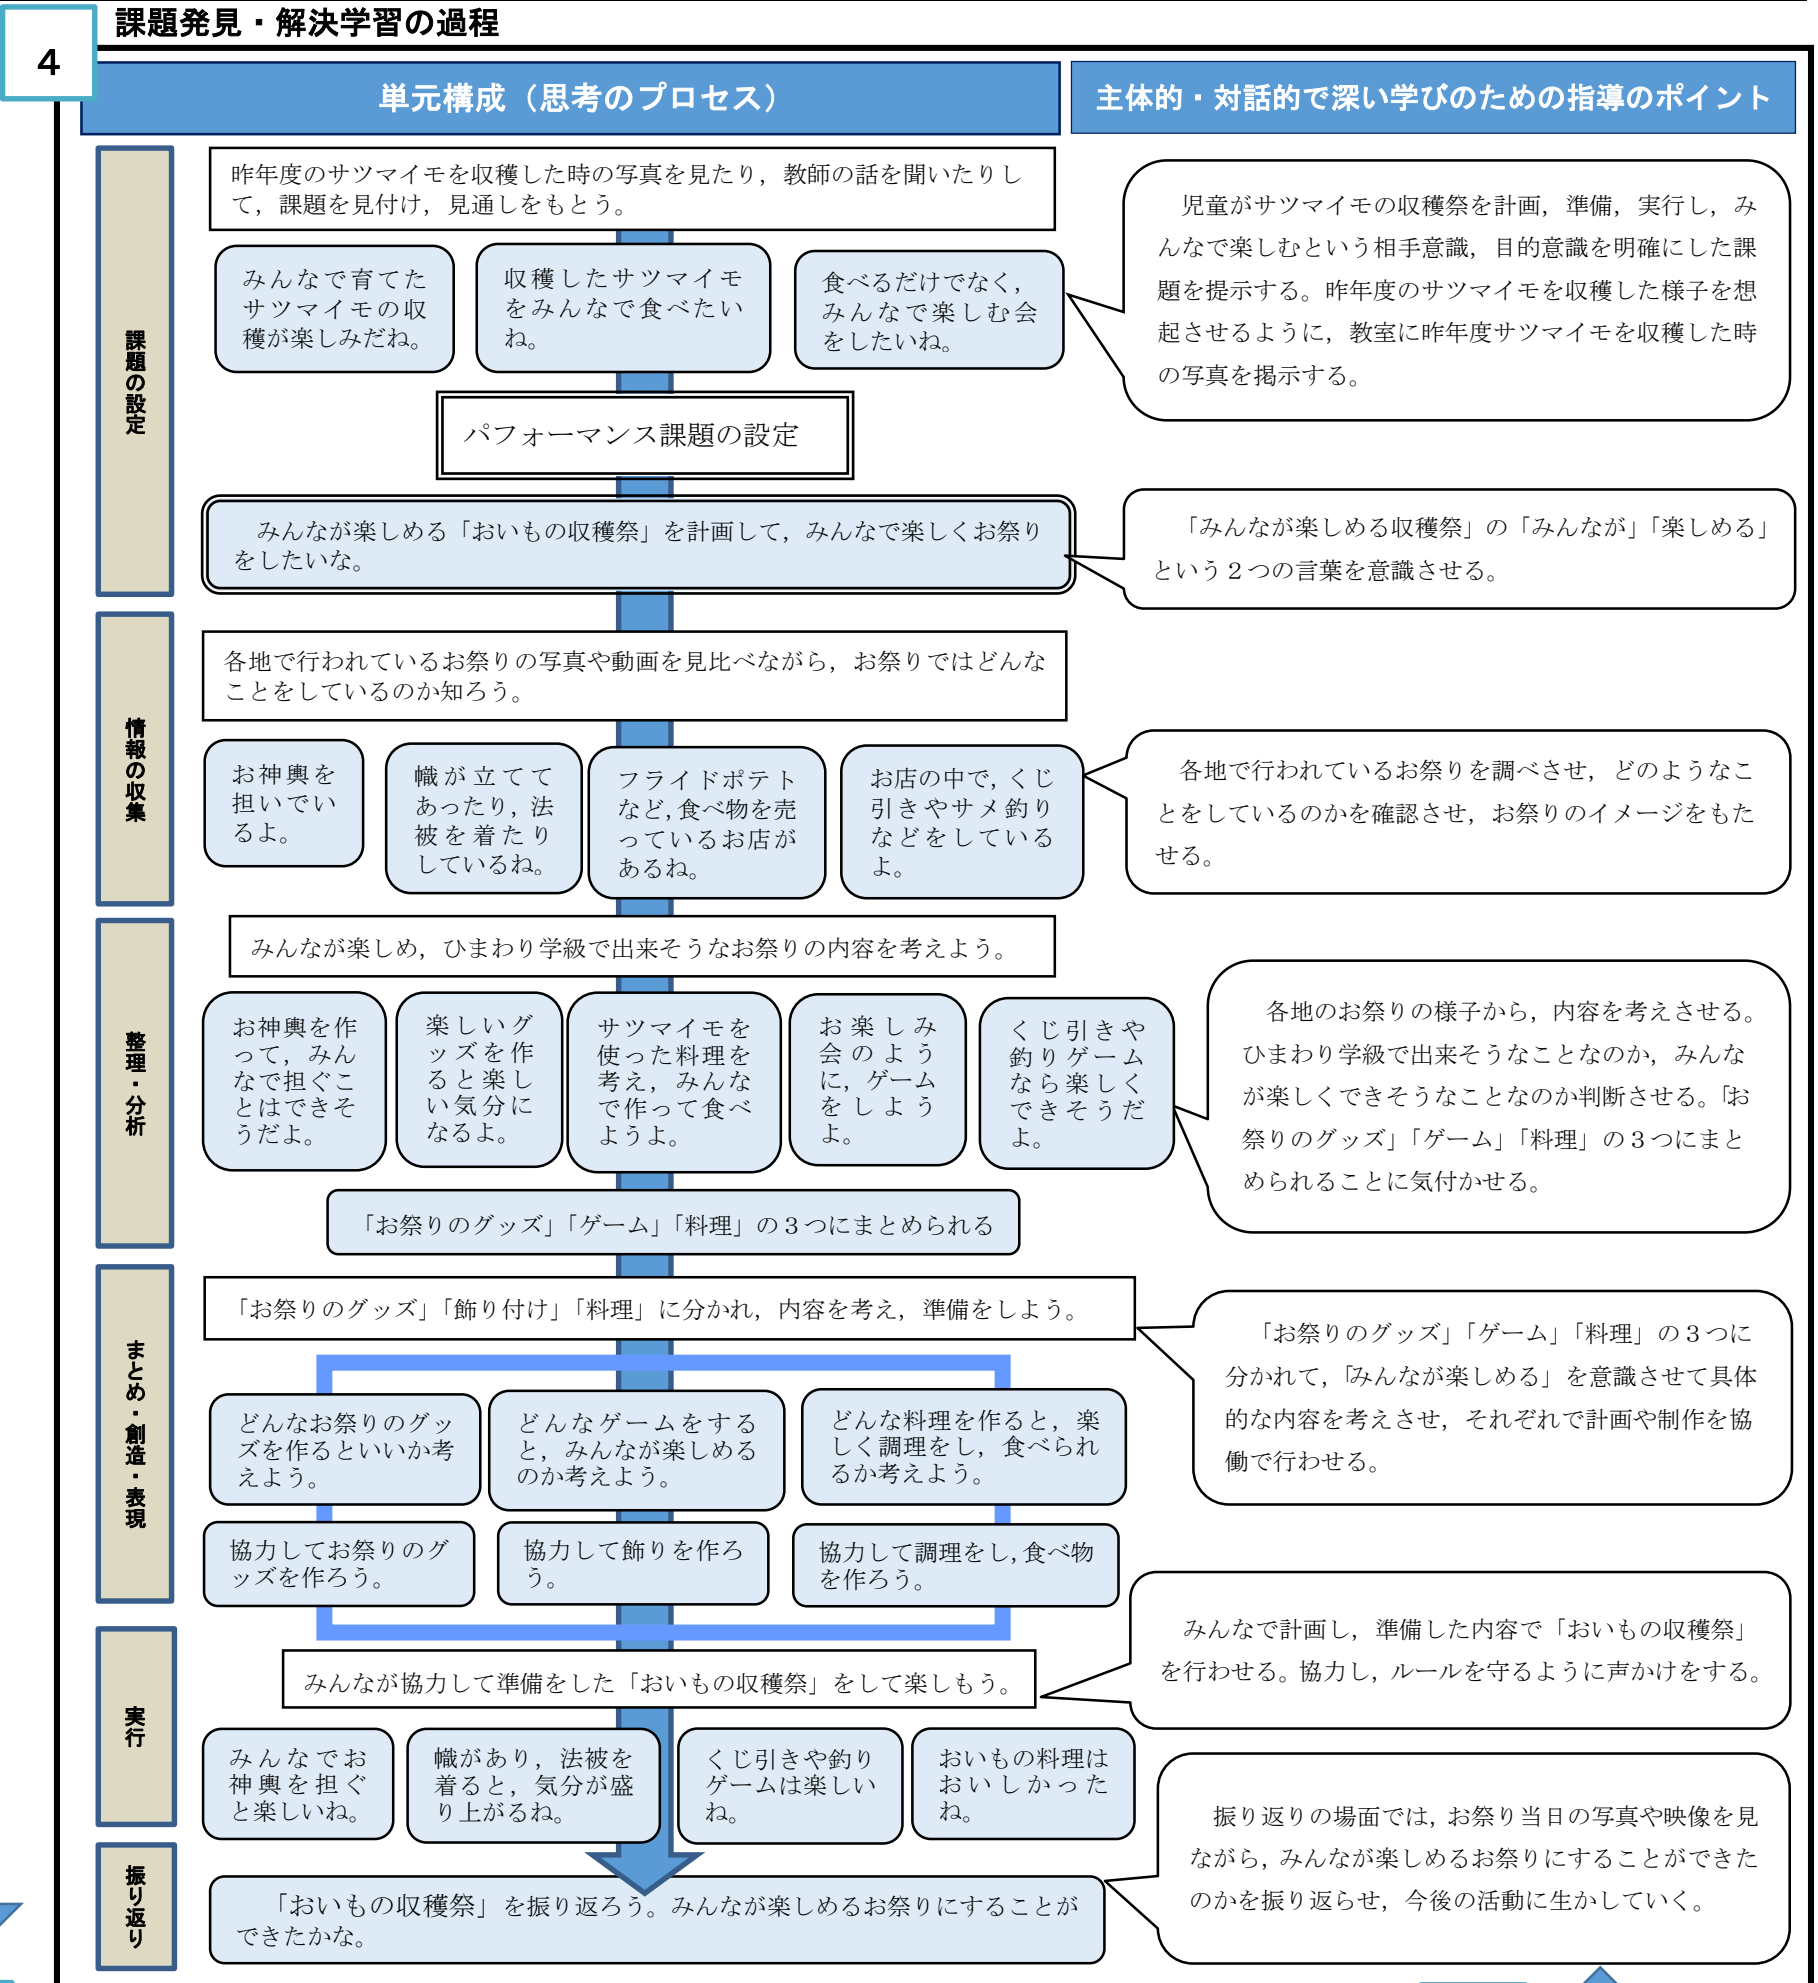 4
課題発見・解決学習の過程
単元構成（思考のプロセス）
主体的・対話的で深い学びのための指導のポイント
課題の設定
昨年度のサツマイモを収穫した時の写真を見たり，教師の話を聞いたりし
て，課題を見付け，見通しをもとう。
みんなで育てた
サツマイモの収
穫が楽しみだね。
収穫したサツマイモ
をみんなで食べたい
ね。
食べるだけでなく，
みんなで楽しむ会
をしたいね。
児童がサツマイモの収穫祭を計画，準備，実行し，み
んなで楽しむという相手意識，目的意識を明確にした課
題を提示する。昨年度のサツマイモを収穫した様子を想
起させるように，教室に昨年度サツマイモを収穫した時
の写真を掲示する。
パフォーマンス課題の設定
みんなが楽しめる「おいもの収穫祭」を計画して，みんなで楽しくお祭り
をしたいな。
「みんなが楽しめる収穫祭」の「みんなが」「楽しめる」
という２つの言葉を意識させる。
情報の収集
各地で行われているお祭りの写真や動画を見比べながら，お祭りではどんな
ことをしているのか知ろう。
お神輿を
担いでい
るよ。
幟が立てて
あったり，法
被を着たり
しているね。
フライドポテト
など，食べ物を売
っているお店が
あるね。
お店の中で，くじ
引きやサメ釣り
などをしている
よ。
各地で行われているお祭りを調べさせ，どのようなこ
とをしているのかを確認させ，お祭りのイメージをもた
せる。
整理・分析
みんなが楽しめ，ひまわり学級で出来そうなお祭りの内容を考えよう。
お神輿を作
って，みん
なで担ぐこ
とはできそ
うだよ。
楽しいグ
ッズを作
ると楽し
い気分に
なるよ。
サツマイモを
使った料理を
考え，みんな
で作って食べ
ようよ。
お楽しみ
会のよう
に，ゲーム
をしよう
よ。
くじ引きや
釣りゲーム
なら楽しく
できそうだ
よ。
各地のお祭りの様子から，内容を考えさせる。
ひまわり学級で出来そうなことなのか，みんな
が楽しくできそうなことなのか判断させる。「お
祭りのグッズ」「ゲーム」「料理」の３つにまと
められることに気付かせる。
「お祭りのグッズ」「ゲーム」「料理」の３つにまとめられる
まとめ・創造・表現
「お祭りのグッズ」「飾り付け」「料理」に分かれ，内容を考え，準備をしよう。
どんなお祭りのグッ
ズを作るといいか考
えよう。
どんなゲームをする
と，みんなが楽しめる
のか考えよう。
どんな料理を作ると，楽
しく調理をし，食べられ
るか考えよう。
「お祭りのグッズ」「ゲーム」「料理」の３つに
分かれて，「みんなが楽しめる」を意識させて具体
的な内容を考えさせ，それぞれで計画や制作を協
働で行わせる。
協力してお祭りのグ
ッズを作ろう。
協力して飾りを作ろ
う。
協力して調理をし，食べ物
を作ろう。
実行
みんなが協力して準備をした「おいもの収穫祭」をして楽しもう。
みんなで計画し，準備した内容で「おいもの収穫祭」
を行わせる。協力し，ルールを守るように声かけをする。
みんなでお
神輿を担ぐ
と楽しいね。
幟があり，法被を
着ると，気分が盛
り上がるね。
くじ引きや釣り
ゲームは楽しい
ね。
おいもの料理は
おいしかった
ね。
振り返り
「おいもの収穫祭」を振り返ろう。みんなが楽しめるお祭りにすることが
できたかな。
振り返りの場面では，お祭り当日の写真や映像を見
ながら，みんなが楽しめるお祭りにすることができた
のかを振り返らせ，今後の活動に生かしていく。